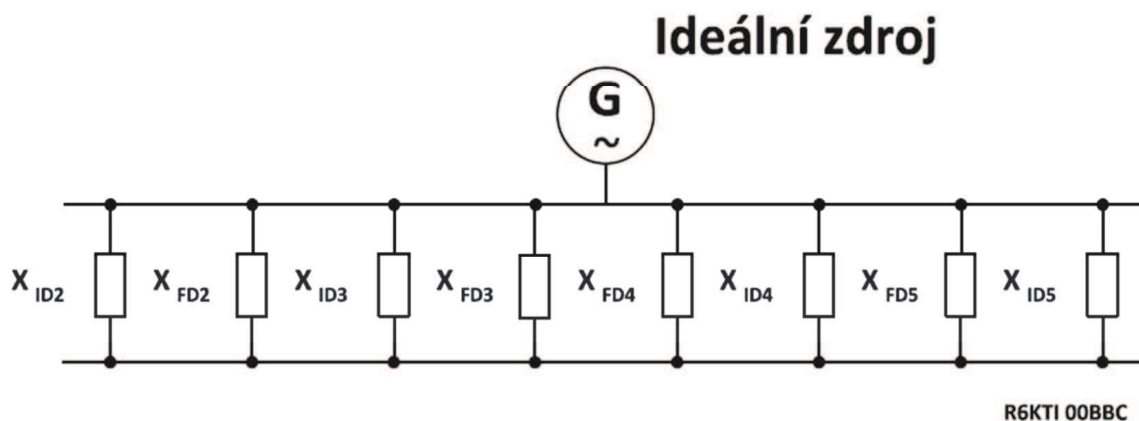 Ideální zdroj
G
~
X ID2 X FD2 X ID3 X FD3 X FD4 X ID4 X FD5 X ID5
R6KTI 00BBC